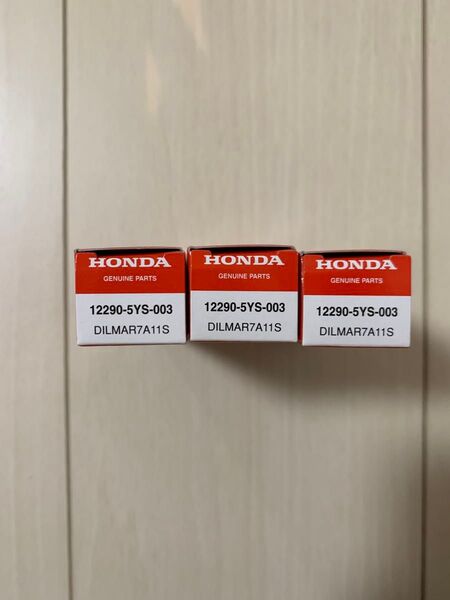 HONDA
GENUINE PARTS
12290-5YS-003
DILMAR7A11S
HONDA
GENUINE PARTS
12290-5YS-003
DILMAR7A11S
HONDA
GENUINE PARTS
12290-5YS-003
DILMAR7A11S